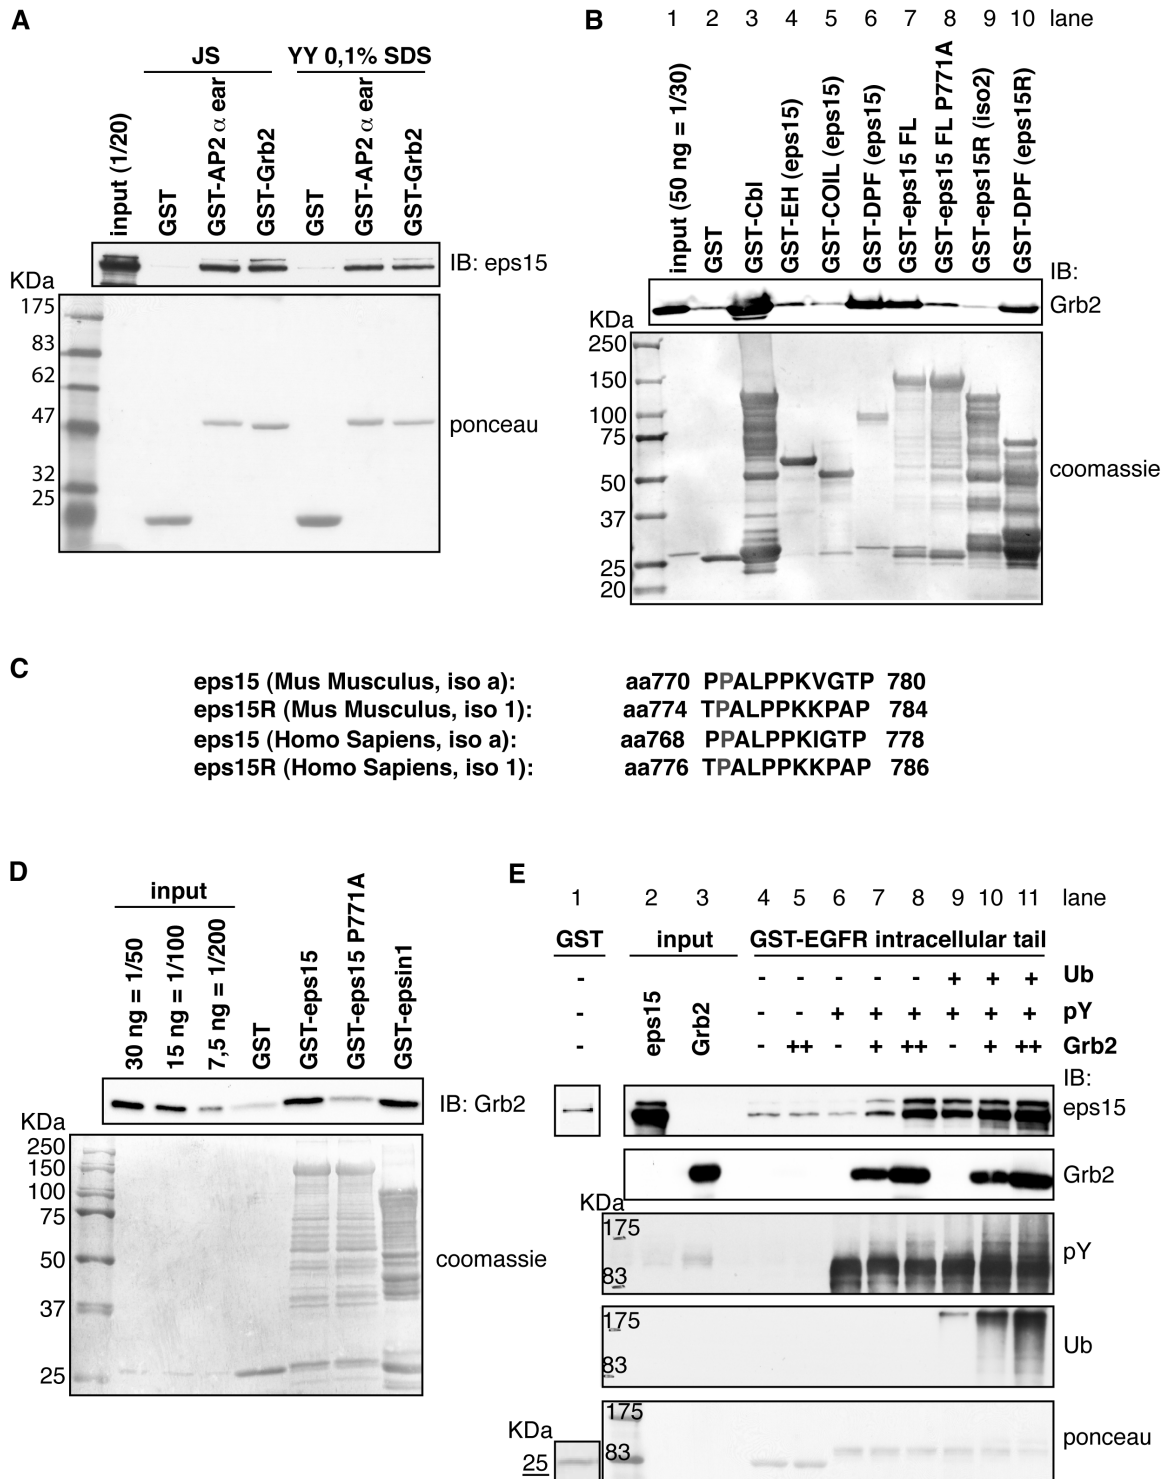 A
JS
YY 0,1% SDS
input (1/20)
GST
GST-AP2 α ear
GST-Grb2
GST
GST-AP2 α ear
GST-Grb2
IB: eps15
KDa
175
83
62
47
32
25
ponceau
B
1 2 3 4 5 6 7 8 9 10 lane
input (50 ng = 1/30)
GST
GST-Cbl
GST-EH (eps15)
GST-COIL (eps15)
GST-DPF (eps15)
GST-eps15 FL
GST-eps15 FL P771A
GST-eps15R (iso2)
GST-DPF (eps15R)
IB:
Grb2
KDa
250
150
100
75
50
37
25
20
coomassie
C
eps15 (Mus Musculus, iso a): aa770 PPALPPKVGTP 780
eps15R (Mus Musculus, iso 1): aa774 TPALPPKKPAP 784
eps15 (Homo Sapiens, iso a): aa768 PPALPPKIGTP 778
eps15R (Homo Sapiens, iso 1): aa776 TPALPPKKPAP 786
D
input
30 ng = 1/50
15 ng = 1/100
7,5 ng = 1/200
GST
GST-eps15
GST-eps15 P771A
GST-epsin1
IB: Grb2
KDa
250
150
100
75
50
37
25
coomassie
E
1 2 3 4 5 6 7 8 9 10 11 lane
GST input GST-EGFR intracellular tail
- - - - - - + + + Ub
- - - + + + + + + pY
- - ++ - + ++ - + ++ Grb2
eps15
Grb2
IB:
eps15
Grb2
KDa
175
83
pY
175
83
Ub
175
83
ponceau
KDa
25